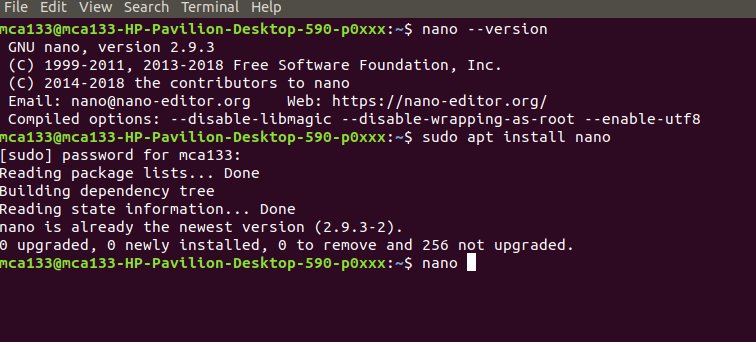 File Edit View Search Terminal Help
mca133@mca133-HP-Pavilion-Desktop-590-p0xxx:~$ nano --version
 GNU nano, version 2.9.3
 (C) 1999-2011, 2013-2018 Free Software Foundation, Inc.
 (C) 2014-2018 the contributors to nano
 Email: nano@nano-editor.org    Web: https://nano-editor.org/
 Compiled options: --disable-libmagic --disable-wrapping-as-root --enable-utf8
mca133@mca133-HP-Pavilion-Desktop-590-p0xxx:~$ sudo apt install nano
[sudo] password for mca133:
Reading package lists... Done
Building dependency tree
Reading state information... Done
nano is already the newest version (2.9.3-2).
0 upgraded, 0 newly installed, 0 to remove and 256 not upgraded.
mca133@mca133-HP-Pavilion-Desktop-590-p0xxx:~$ nano